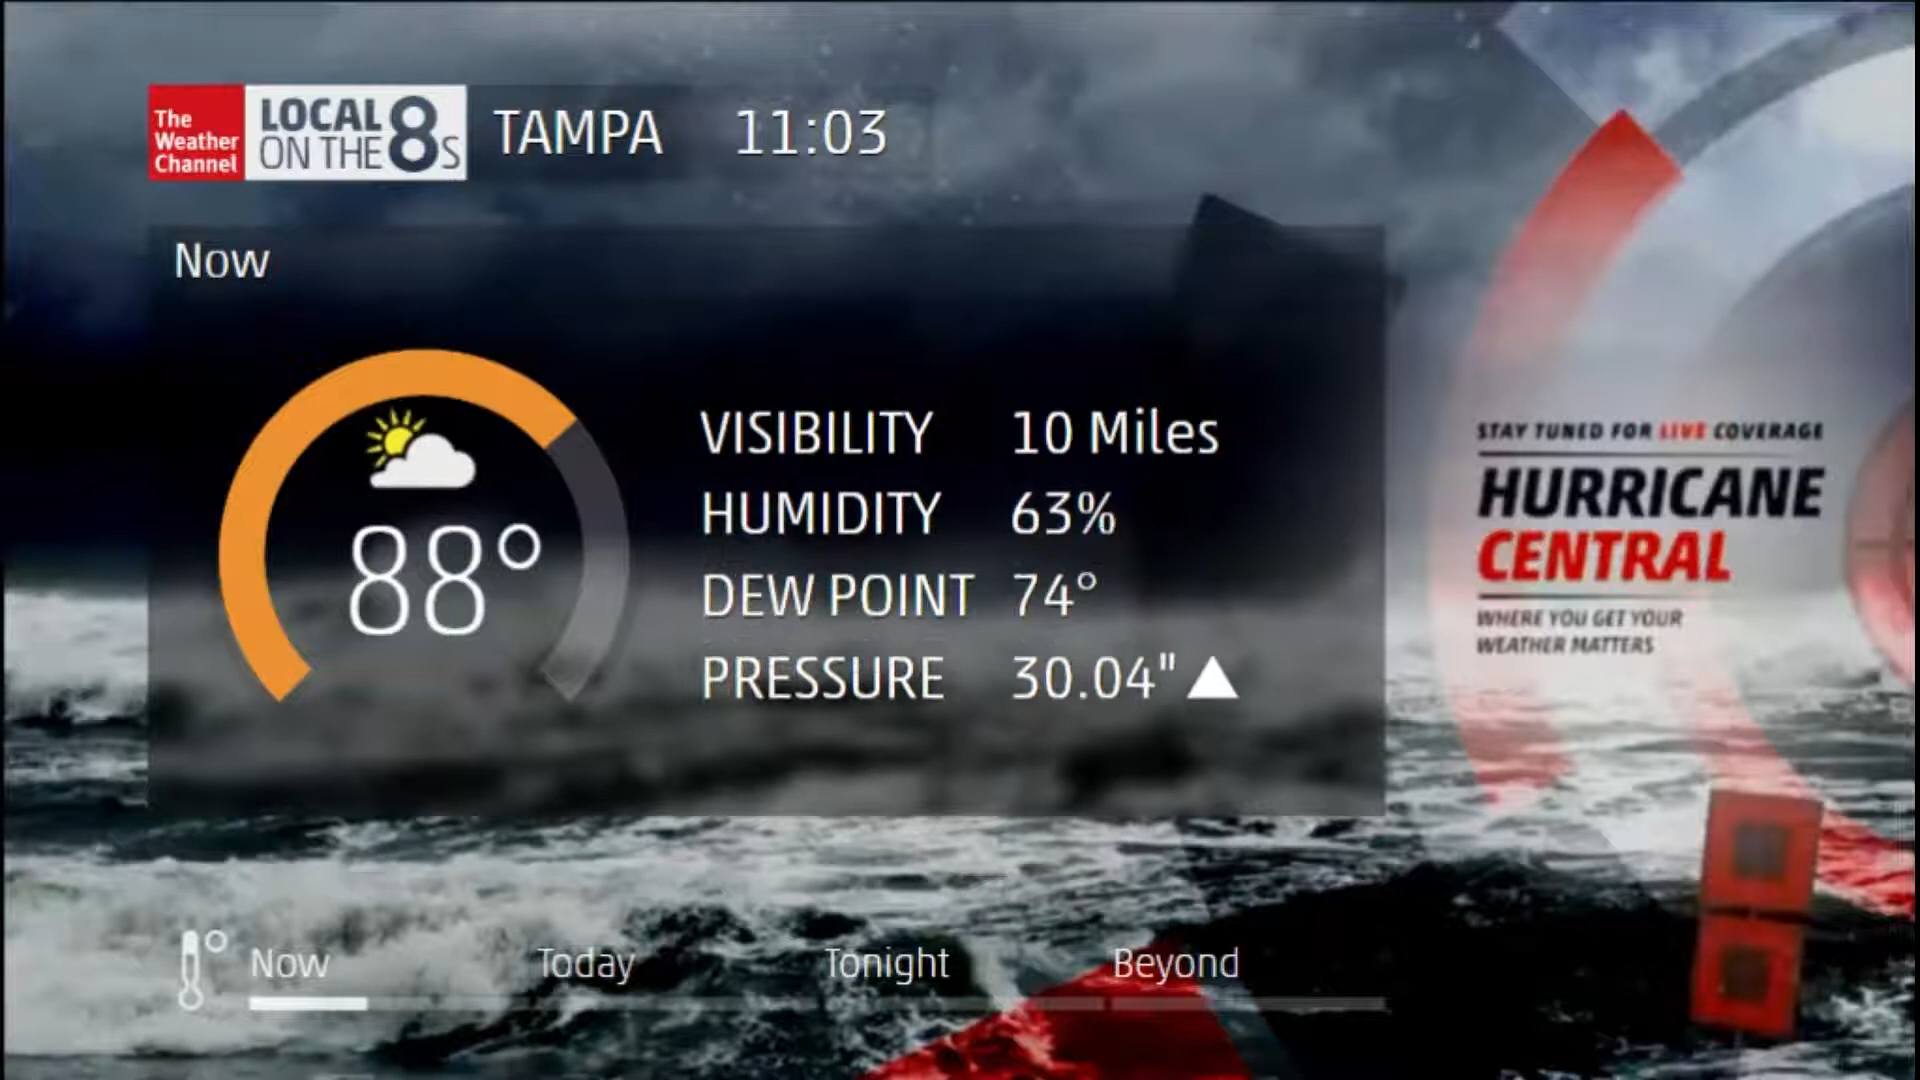 The
Weather
Channel
LOCAL
ON THE 8s
TAMPA 11:03
Now
88°
VISIBILITY 10 Miles
HUMIDITY 63%
DEW POINT 74°
PRESSURE 30.04" ▲
STAY TUNED FOR LIVE COVERAGE
HURRICANE
CENTRAL
WHERE YOU GET YOUR
WEATHER MATTERS
Now Today Tonight Beyond